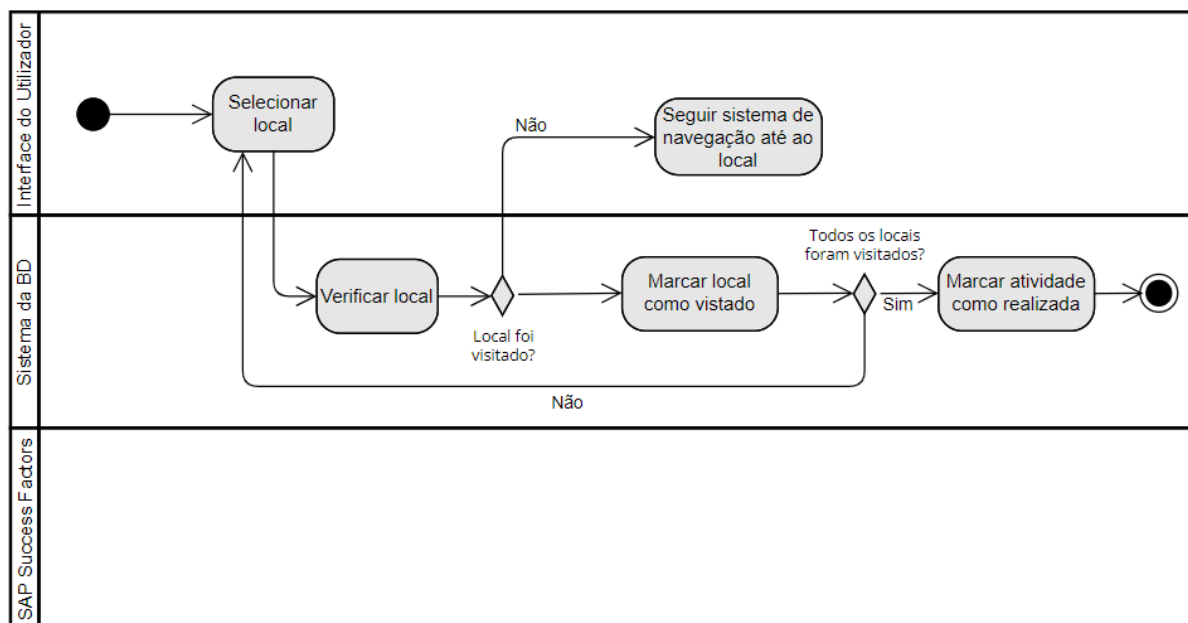 Interface do Utilizador
Selecionar
local
Não
Seguir sistema de
navegação até ao
local
Sistema da BD
Verificar local
Local foi
visitado?
Marcar local
como vistado
Todos os locais
foram visitados?
Sim
Marcar atividade
como realizada
Não
SAP Success Factors